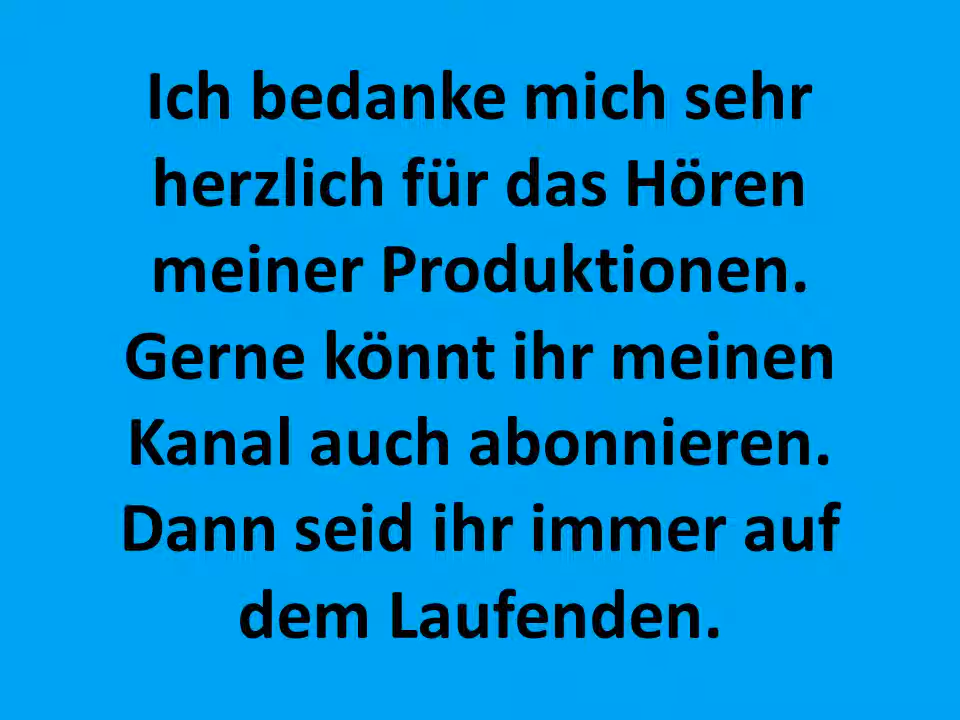 Ich bedanke mich sehr
herzlich für das Hören
meiner Produktionen.
Gerne könnt ihr meinen
Kanal auch abonnieren.
Dann seid ihr immer auf
dem Laufenden.